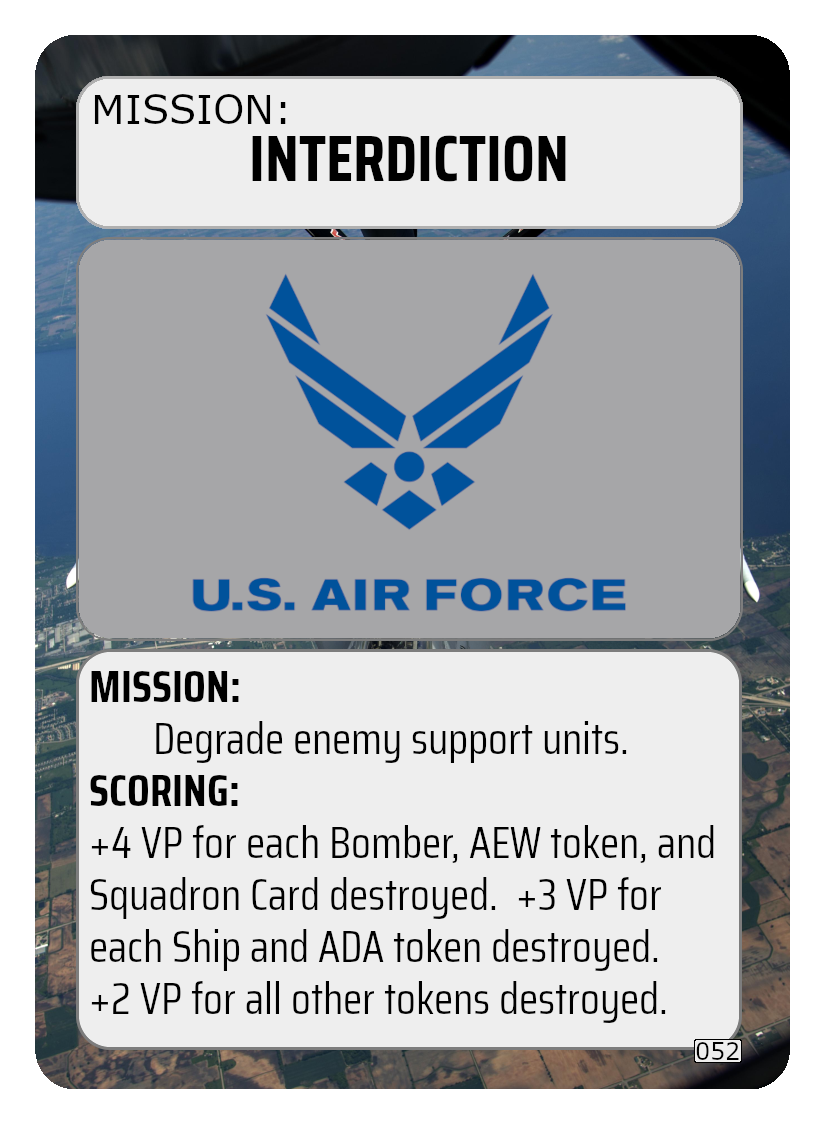 MISSION:
INTERDICTION
U.S. AIR FORCE
MISSION:
Degrade enemy support units.
SCORING:
+4 VP for each Bomber, AEW token, and
Squadron Card destroyed.  +3 VP for
each Ship and ADA token destroyed.
+2 VP for all other tokens destroyed.
052